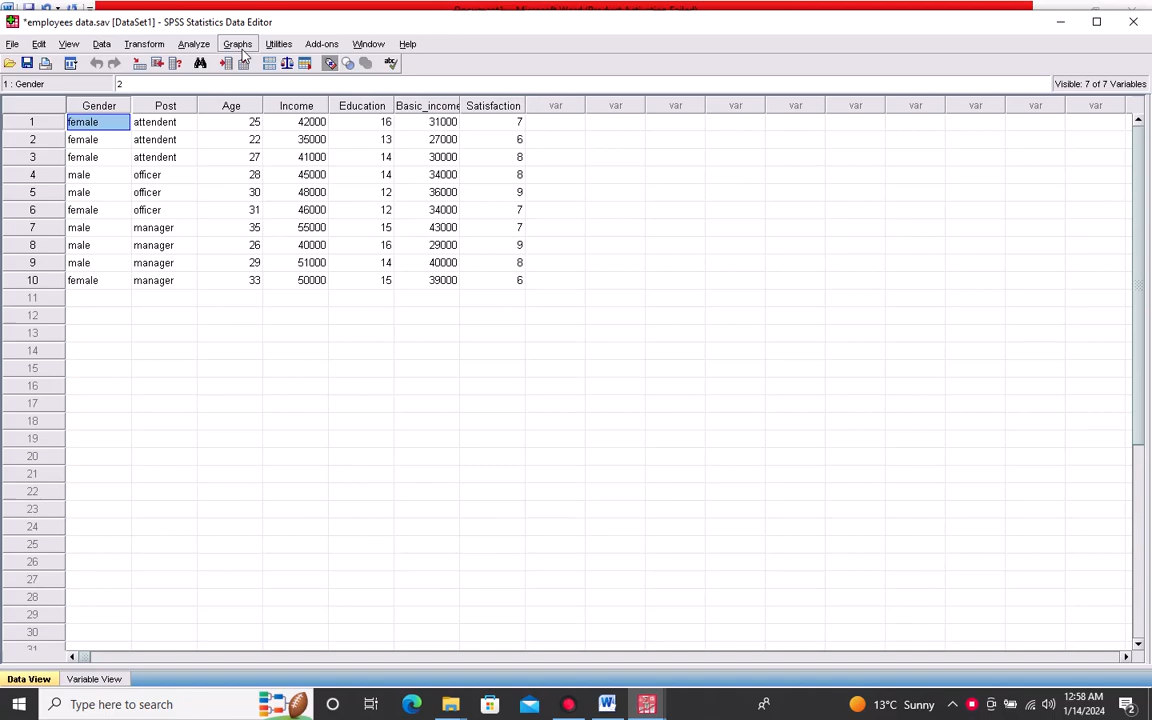 *employees data.sav [DataSet1] - SPSS Statistics Data Editor
File Edit View Data Transform Analyze Graphs Utilities Add-ons Window Help
1 : Gender 2 Visible: 7 of 7 Variables
Gender Post Age Income Education Basic_income Satisfaction var var var var var var var var var var
1 female attendent 25 42000 16 31000 7
2 female attendent 22 35000 13 27000 6
3 female attendent 27 41000 14 30000 8
4 male officer 28 45000 14 34000 8
5 male officer 30 48000 12 36000 9
6 female officer 31 46000 12 34000 7
7 male manager 35 55000 15 43000 7
8 male manager 26 40000 16 29000 9
9 male manager 29 51000 14 40000 8
10 female manager 33 50000 15 39000 6
11
12
13
14
15
16
17
18
19
20
21
22
23
24
25
26
27
28
29
30
Data View Variable View
Type here to search
13°C Sunny
12:58 AM
1/14/2024
2